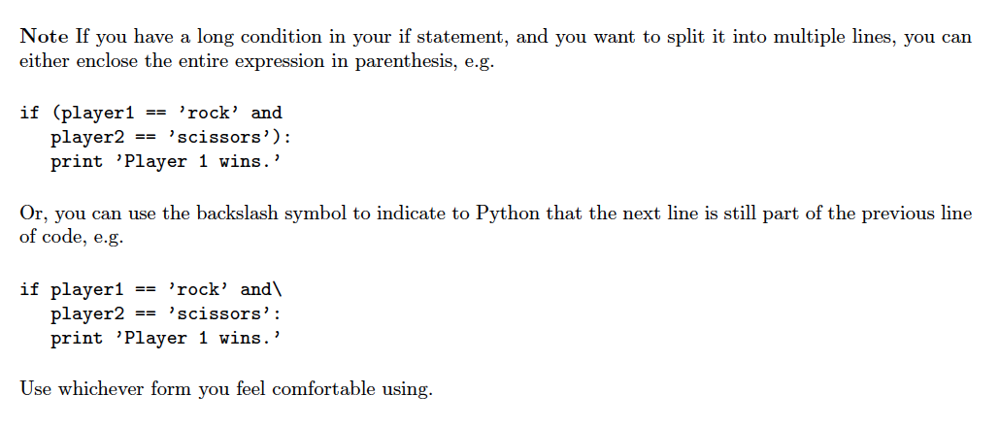 Note If you have a long condition in your if statement, and you want to split it into multiple lines, you can
either enclose the entire expression in parenthesis, e.g.
if (player1 == ’rock’ and
player2 == ’scissors’):
print ’Player 1 wins.’
Or, you can use the backslash symbol to indicate to Python that the next line is still part of the previous line
of code, e.g.
if player1 == ’rock’ and\
player2 == ’scissors’:
print ’Player 1 wins.’
Use whichever form you feel comfortable using.